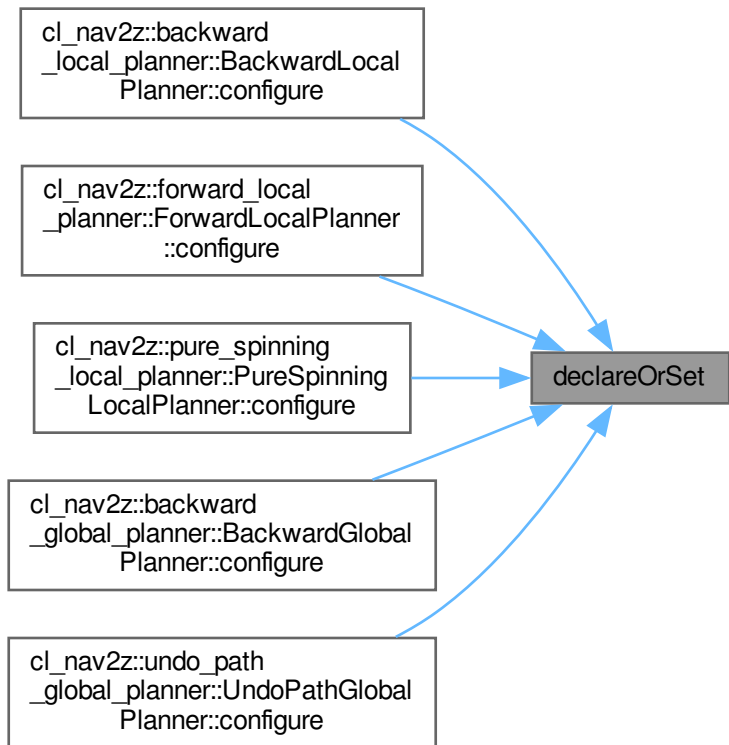 cl_nav2z::backward
_local_planner::BackwardLocal
Planner::configure
cl_nav2z::forward_local
_planner::ForwardLocalPlanner
::configure
cl_nav2z::pure_spinning
_local_planner::PureSpinning
LocalPlanner::configure
declareOrSet
cl_nav2z::backward
_global_planner::BackwardGlobal
Planner::configure
cl_nav2z::undo_path
_global_planner::UndoPathGlobal
Planner::configure